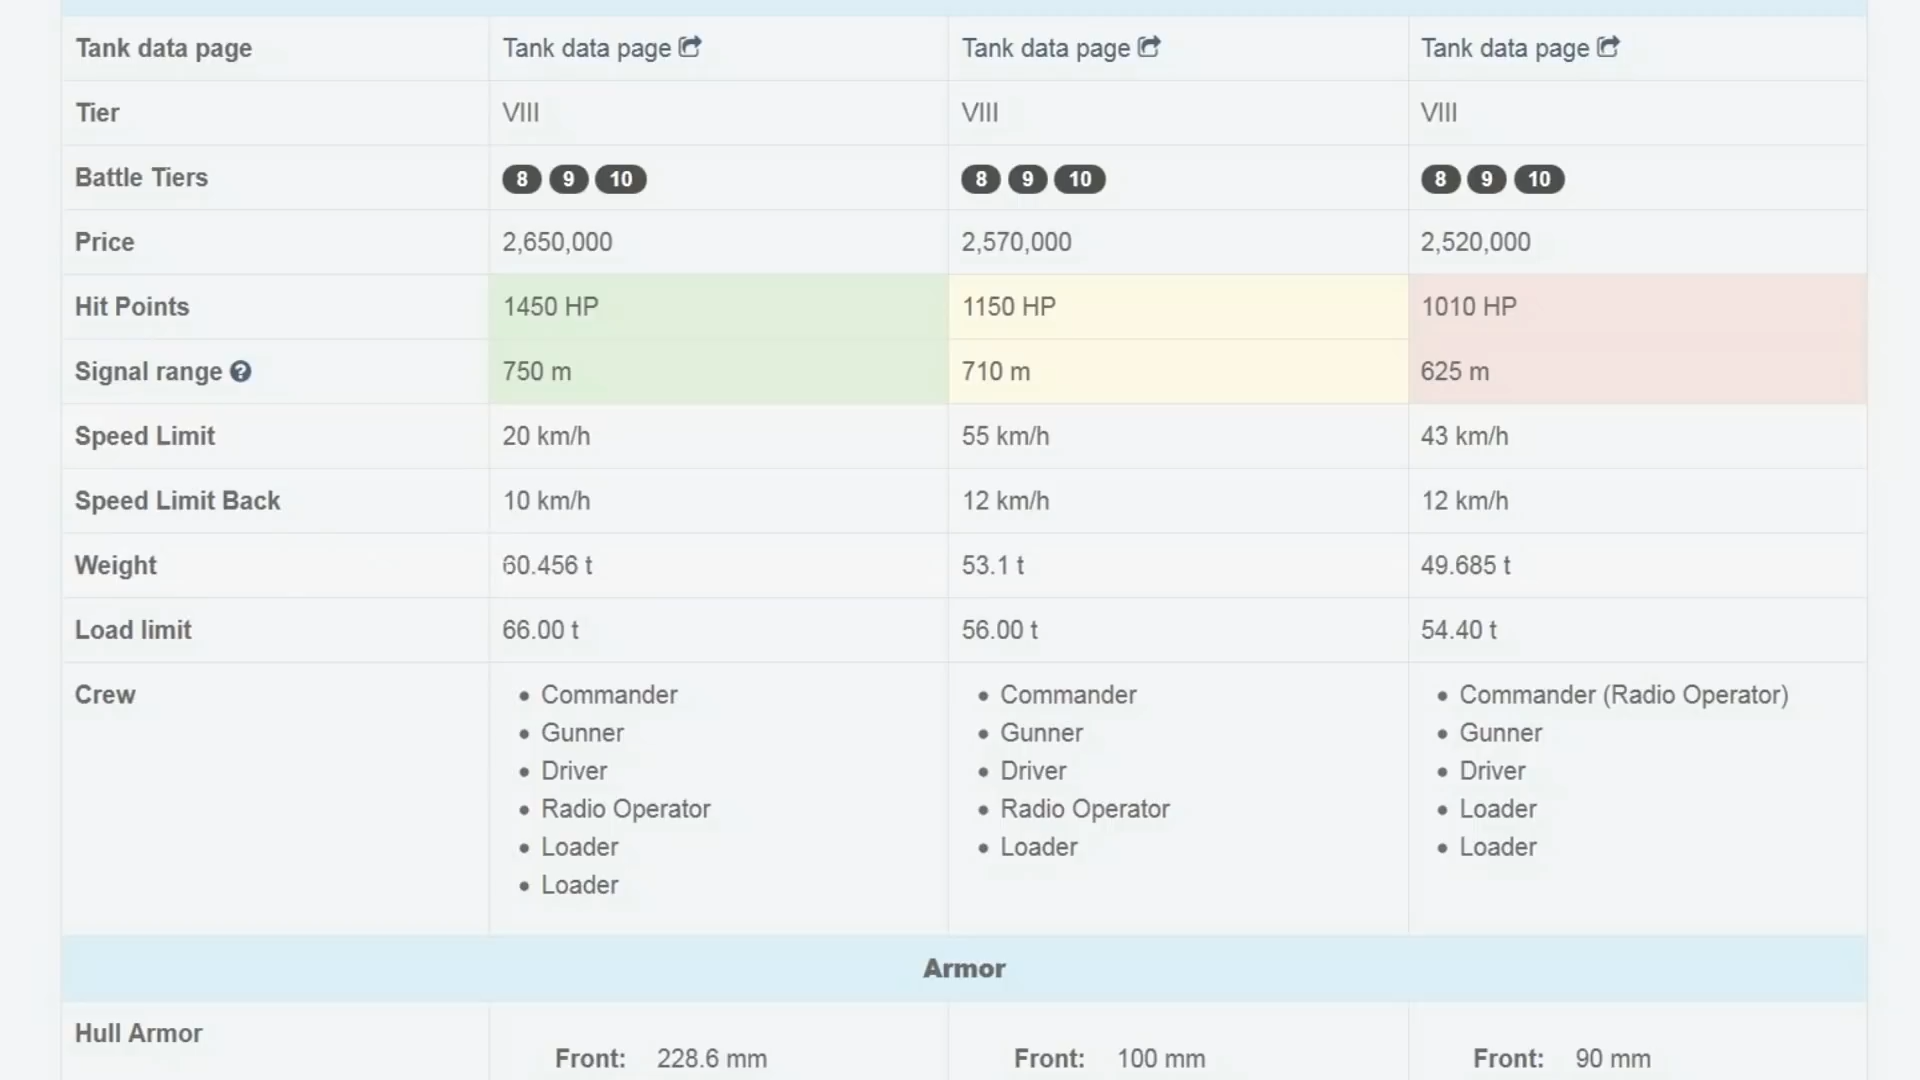 Tank data page Tank data page Tank data page Tank data page
Tier VIII VIII VIII
Battle Tiers 8 9 10 8 9 10 8 9 10
Price 2,650,000 2,570,000 2,520,000
Hit Points 1450 HP 1150 HP 1010 HP
Signal range ? 750 m 710 m 625 m
Speed Limit 20 km/h 55 km/h 43 km/h
Speed Limit Back 10 km/h 12 km/h 12 km/h
Weight 60.456 t 53.1 t 49.685 t
Load limit 66.00 t 56.00 t 54.40 t
Crew • Commander • Commander • Commander (Radio Operator)
• Gunner • Gunner • Gunner
• Driver • Driver • Driver
• Radio Operator • Radio Operator • Loader
• Loader • Loader • Loader
• Loader
Armor
Hull Armor
Front: 228.6 mm Front: 100 mm Front: 90 mm